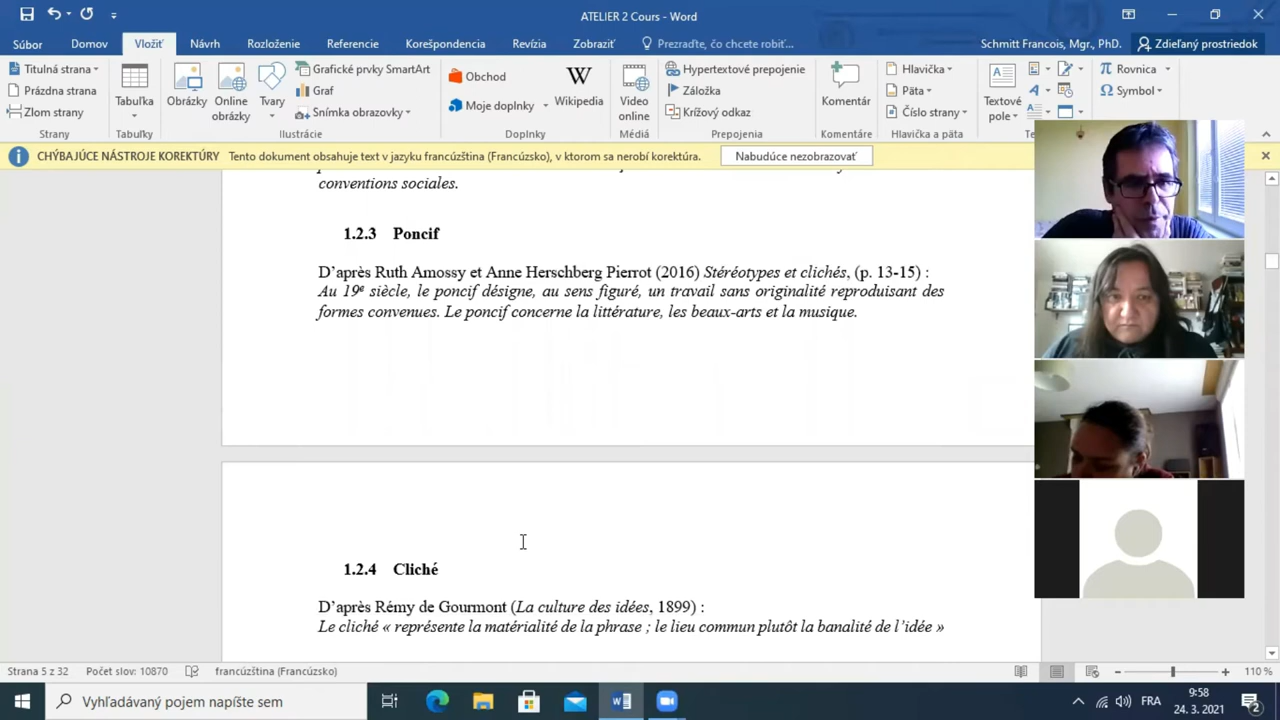 ATELIER 2 Cours - Word
Súbor Domov Vložiť Návrh Rozloženie Referencie Korešpondencia Revízia Zobraziť Prezraďte, čo chcete robiť... Schmitt Francois, Mgr., PhD. Zdieľaný prostriedok
Titulná strana
Prázdna strana
Zlom strany
Strany
Tabuľka
Tabuľky
Obrázky
Online obrázky
Tvary
Grafické prvky SmartArt
Graf
Snímka obrazovky
Ilustrácie
Obchod
Moje doplnky
Wikipedia
Doplnky
Video online
Médiá
Hypertextové prepojenie
Záložka
Krížový odkaz
Prepojenia
Komentár
Komentáre
Hlavička
Päta
Číslo strany
Hlavička a päta
Textové pole
Te
Rovnica
Symbol
CHÝBAJÚCE NÁSTROJE KOREKTÚRY Tento dokument obsahuje text v jazyku francúzština (Francúzsko), v ktorom sa nerobí korektúra. Nabudúce nezobrazovať
conventions sociales.
1.2.3 Poncif
D’après Ruth Amossy et Anne Herschberg Pierrot (2016) Stéréotypes et clichés, (p. 13-15) :
Au 19e siècle, le poncif désigne, au sens figuré, un travail sans originalité reproduisant des
formes convenues. Le poncif concerne la littérature, les beaux-arts et la musique.
1.2.4 Cliché
D’après Rémy de Gourmont (La culture des idées, 1899) :
Le cliché « représente la matérialité de la phrase ; le lieu commun plutôt la banalité de l’idée »
Strana 5 z 32 Počet slov: 10870 francúzština (Francúzsko) 110 %
Vyhľadávaný pojem napíšte sem
FRA
9:58
24. 3. 2021
2